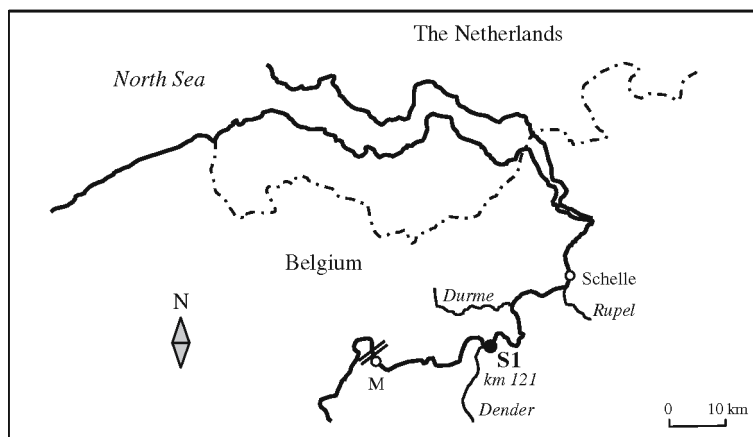 The Netherlands
North Sea
Belgium
Schelle
Durme
Rupel
N
S1
M
km 121
Dender
0 10 km